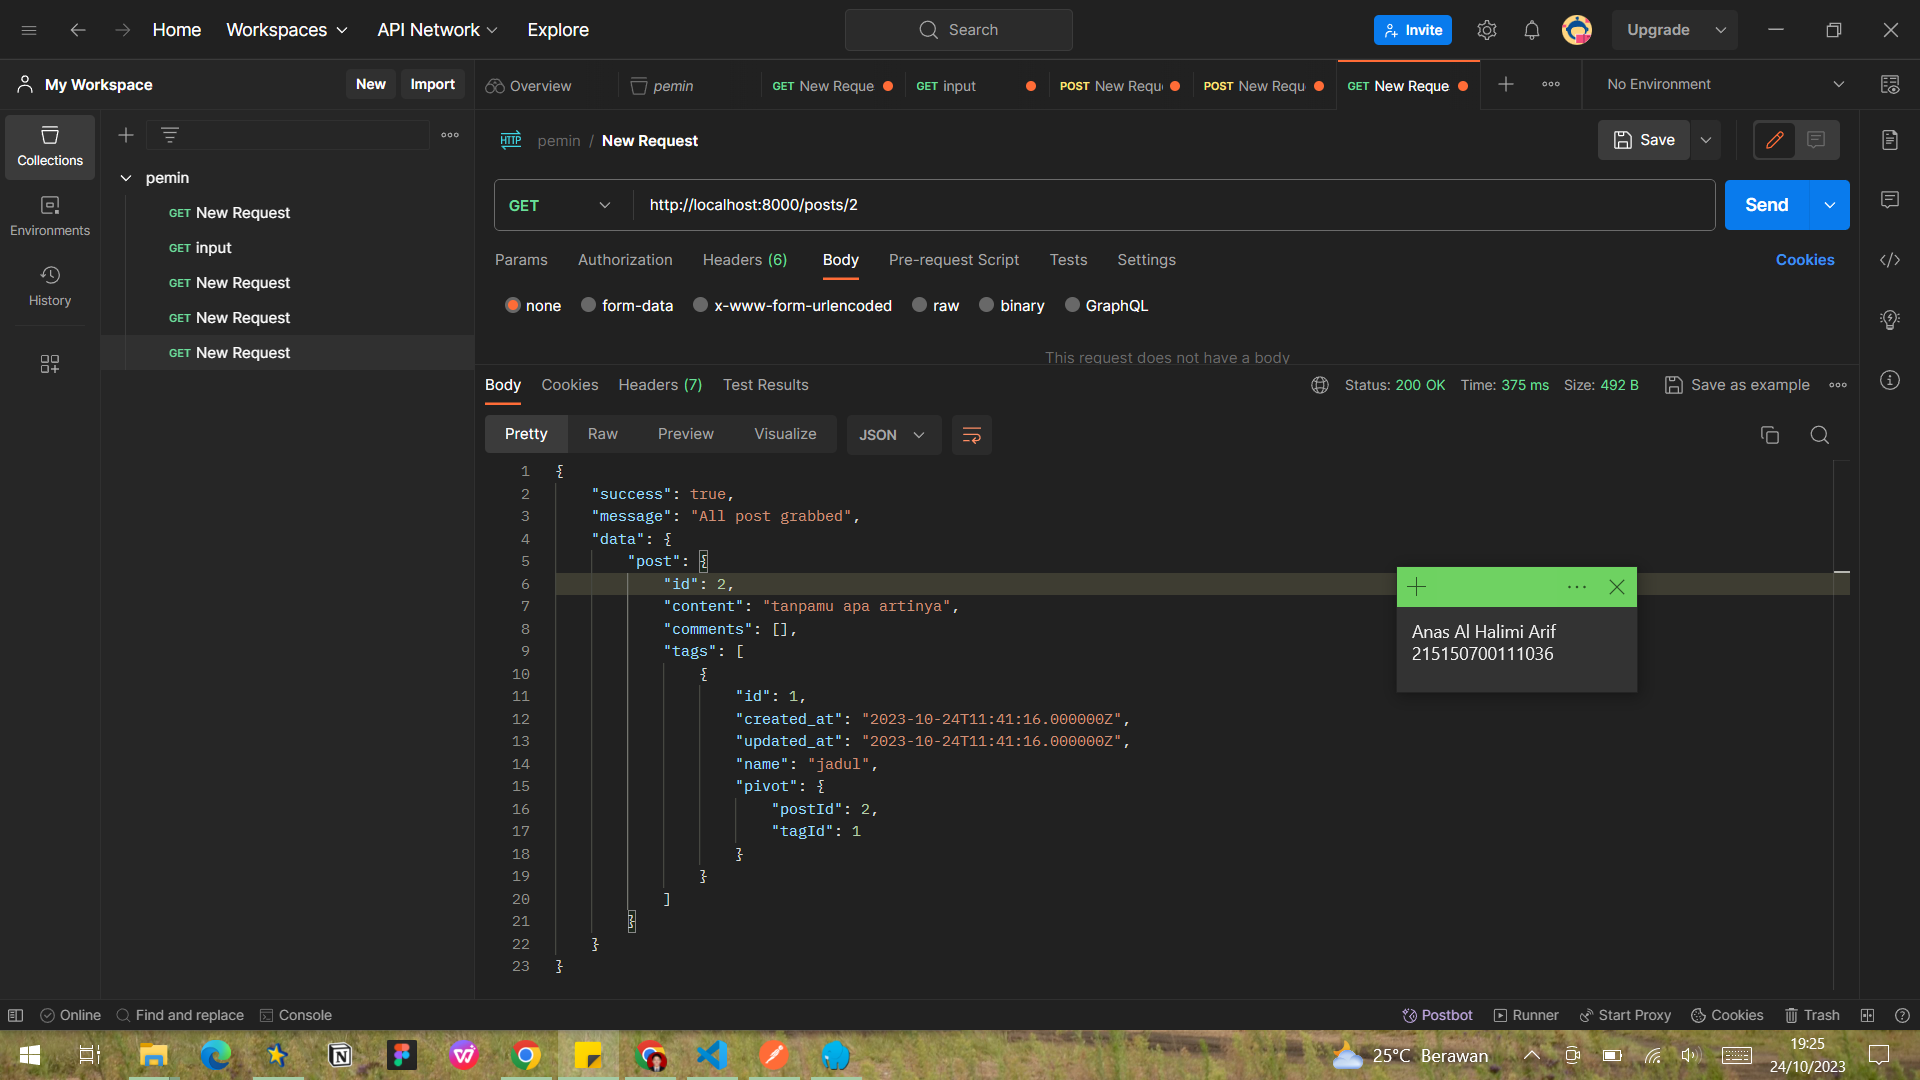 Home Workspaces API Network Explore Search Invite Upgrade
My Workspace New Import Overview pemin GET New Reque GET input POST New Requ POST New Requ GET New Reque No Environment
HTTP pemin / New Request Save
Collections
pemin
GET New Request
GET input
GET New Request
GET New Request
GET New Request
Environments
History
GET http://localhost:8000/posts/2 Send
Params Authorization Headers (6) Body Pre-request Script Tests Settings Cookies
none form-data x-www-form-urlencoded raw binary GraphQL
This request does not have a body
Body Cookies Headers (7) Test Results Status: 200 OK Time: 375 ms Size: 492 B Save as example
Pretty Raw Preview Visualize JSON
1 {
2 "success": true,
3 "message": "All post grabbed",
4 "data": {
5 "post": {
6 "id": 2,
7 "content": "tanpamu apa artinya",
8 "comments": [],
9 "tags": [
10 {
11 "id": 1,
12 "created_at": "2023-10-24T11:41:16.000000Z",
13 "updated_at": "2023-10-24T11:41:16.000000Z",
14 "name": "jadul",
15 "pivot": {
16 "postId": 2,
17 "tagId": 1
18 }
19 }
20 ]
21 }
22 }
23 }
Anas Al Halimi Arif
215150700111036
Online Find and replace Console Postbot Runner Start Proxy Cookies Trash
25°C Berawan
19:25
24/10/2023